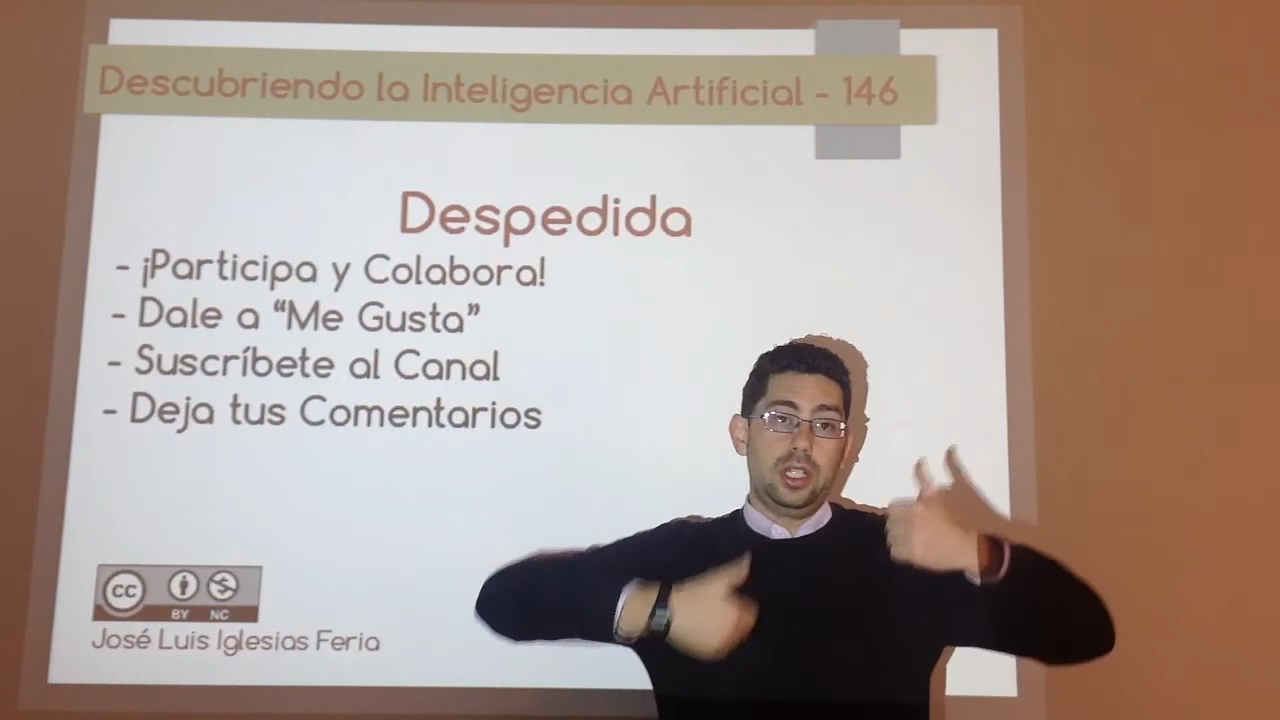 Descubriendo la Inteligencia Artificial - 146
Despedida
- ¡Participa y Colabora!
- Dale a “Me Gusta”
- Suscríbete al Canal
- Deja tus Comentarios
cc
BY NC
José Luis Iglesias Feria